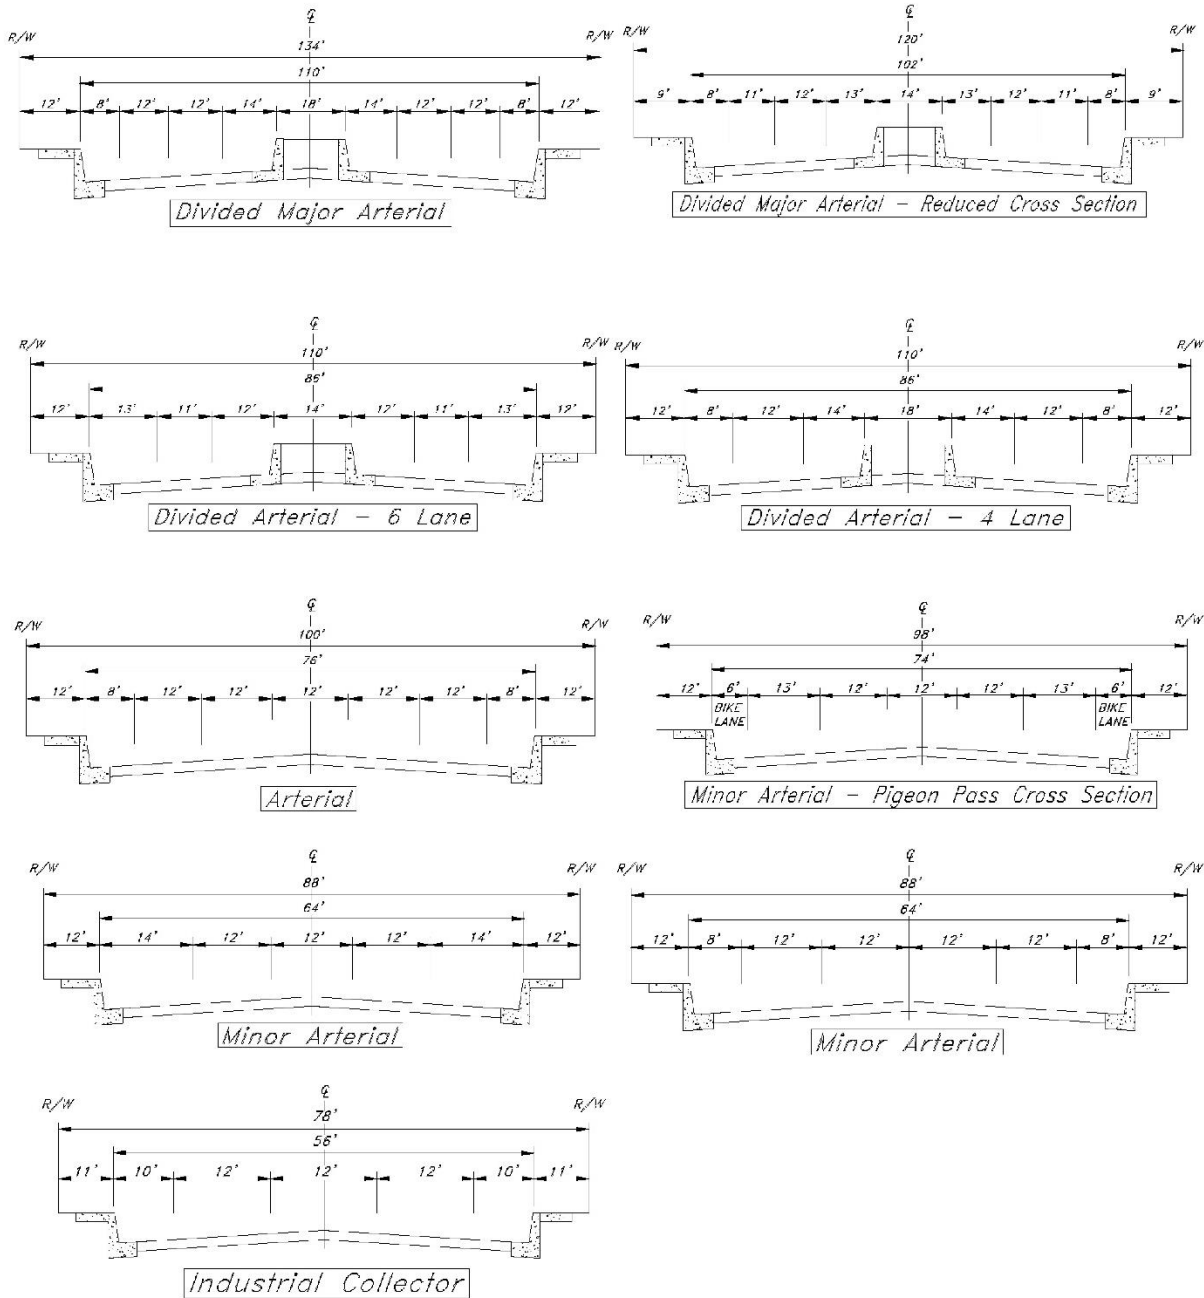 ℄
R/W R/W
134'
110'
12' 8' 12' 12' 14' 18' 14' 12' 12' 8' 12'
Divided Major Arterial
℄
R/W R/W
120'
102'
9' 8' 11' 12' 13' 14' 13' 12' 11' 8' 9'
Divided Major Arterial - Reduced Cross Section
℄
R/W R/W
110'
86'
12' 13' 11' 12' 14' 12' 11' 13' 12'
Divided Arterial - 6 Lane
℄
R/W R/W
110'
86'
12' 8' 12' 14' 18' 14' 12' 8' 12'
Divided Arterial - 4 Lane
℄
R/W R/W
100'
76'
12' 8' 12' 12' 12' 12' 12' 8' 12'
Arterial
℄
R/W R/W
98'
74'
12' 6' 13' 12' 12' 12' 13' 6' 12'
BIKE BIKE
LANE LANE
Minor Arterial - Pigeon Pass Cross Section
℄
R/W R/W
88'
64'
12' 14' 12' 12' 12' 14' 12'
Minor Arterial
℄
R/W R/W
88'
64'
12' 8' 12' 12' 12' 12' 8' 12'
Minor Arterial
℄
R/W R/W
78'
56'
11' 10' 12' 12' 12' 10' 11'
Industrial Collector